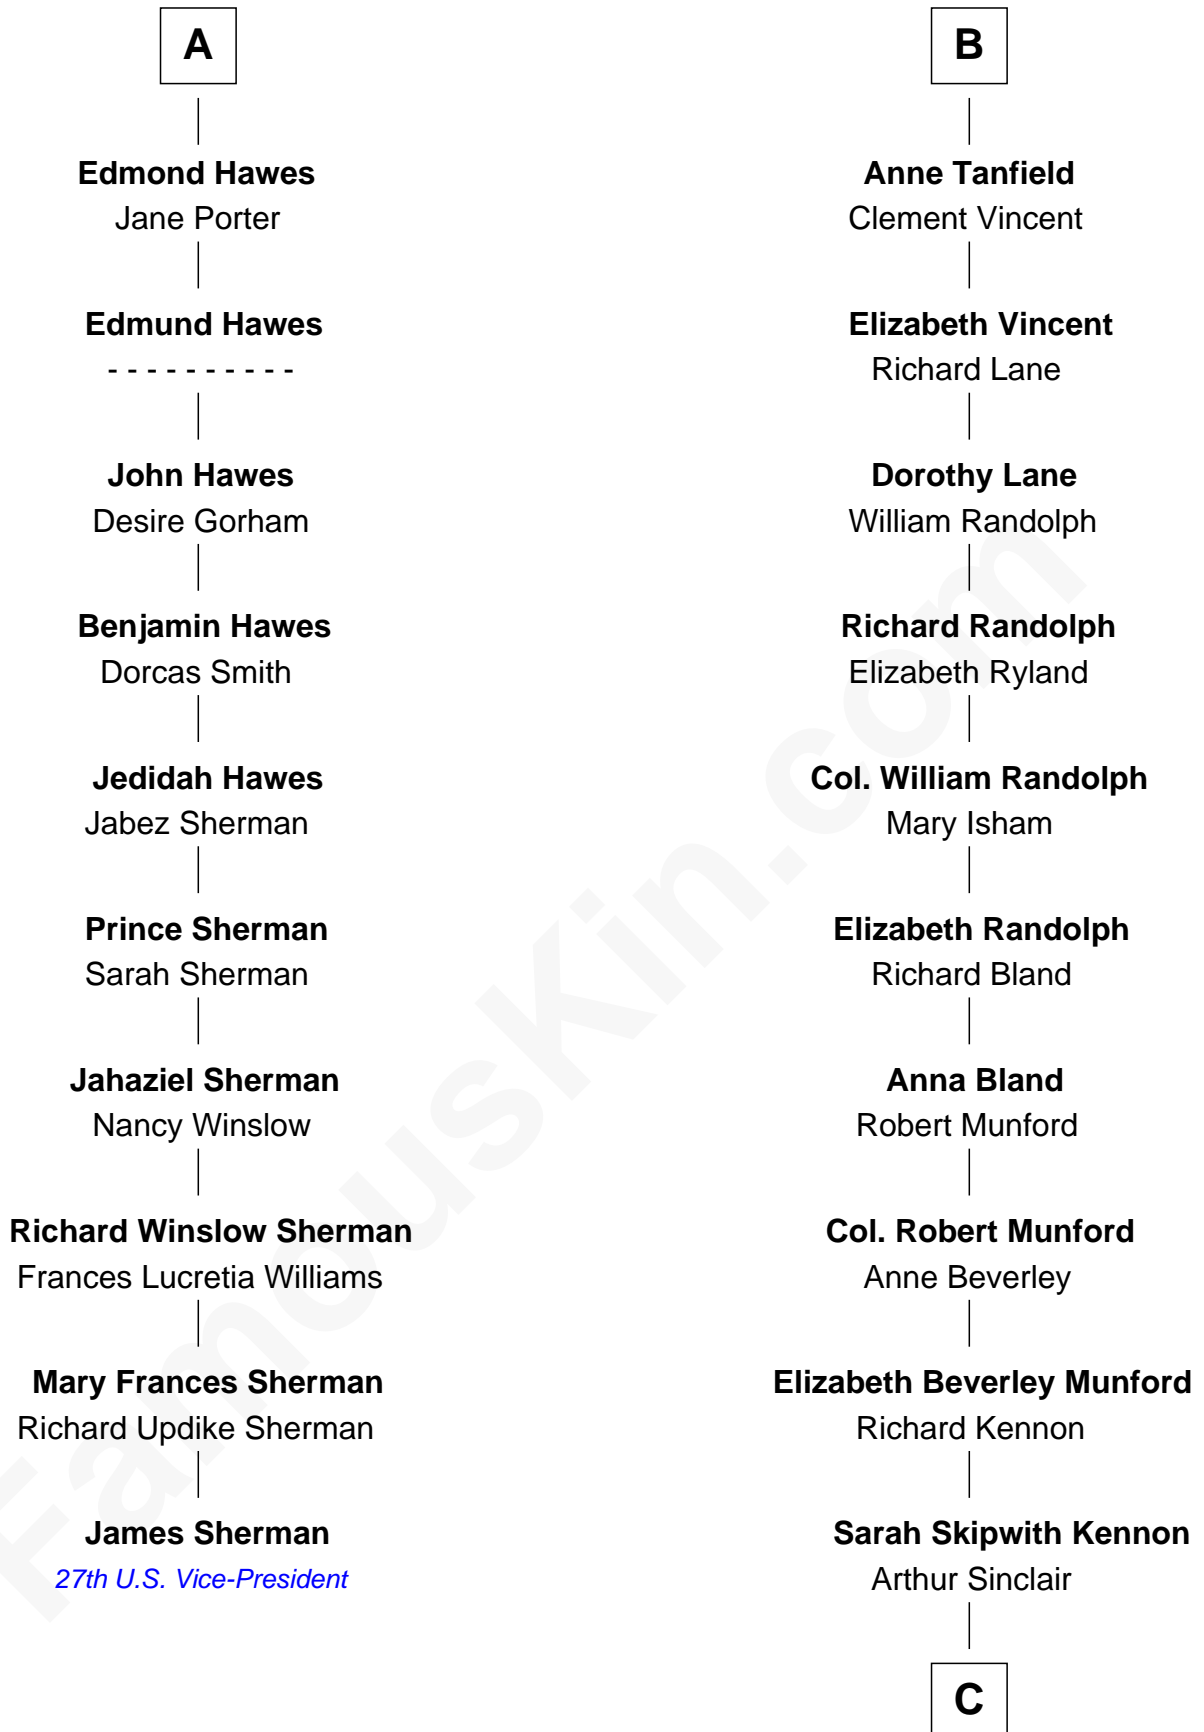 A
Edmond Hawes
Jane Porter
Edmund Hawes
- - - - - - - - - -
John Hawes
Desire Gorham
Benjamin Hawes
Dorcas Smith
Jedidah Hawes
Jabez Sherman
Prince Sherman
Sarah Sherman
Jahaziel Sherman
Nancy Winslow
Richard Winslow Sherman
Frances Lucretia Williams
Mary Frances Sherman
Richard Updike Sherman
James Sherman
27th U.S. Vice-President
B
Anne Tanfield
Clement Vincent
Elizabeth Vincent
Richard Lane
Dorothy Lane
William Randolph
Richard Randolph
Elizabeth Ryland
Col. William Randolph
Mary Isham
Elizabeth Randolph
Richard Bland
Anna Bland
Robert Munford
Col. Robert Munford
Anne Beverley
Elizabeth Beverley Munford
Richard Kennon
Sarah Skipwith Kennon
Arthur Sinclair
C
FamousKin.com